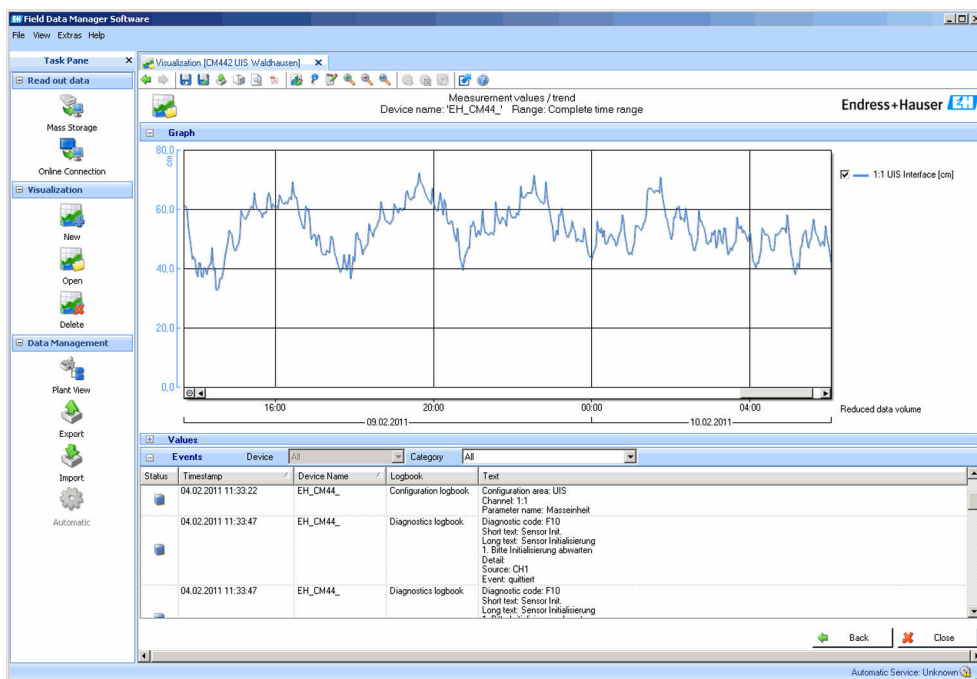 Field Data Manager Software
File View Extras Help
Task Pane
Visualization [CM442 UIS Waldhausen]
Read out data
Mass Storage
Online Connection
Visualization
New
Open
Delete
Data Management
Plant View
Export
Import
Automatic
Measurement values / trend
Device name: 'EH_CM44_' Range: Complete time range
Endress+Hauser EH
Graph
80,0
cm
60,0
40,0
20,0
0,0
1:1 UIS Interface [cm]
16:00 20:00 00:00 04:00
09.02.2011 10.02.2011
Reduced data volume
Values
Events Device All Category All
Status Timestamp Device Name Logbook Text
04.02.2011 11:33:22 EH_CM44_ Configuration logbook Configuration area: UIS
Channel: 1:1
Parameter name: Masseinheit
04.02.2011 11:33:47 EH_CM44_ Diagnostics logbook Diagnostic code: F10
Short text: Sensor Init.
Long text: Sensor Initialisierung
1. Bitte Initialisierung abwarten
Detail:
Source: CH1
Event: quittiert
04.02.2011 11:33:47 EH_CM44_ Diagnostics logbook Diagnostic code: F10
Short text: Sensor Init.
Long text: Sensor Initialisierung
Back Close
Automatic Service: Unknown